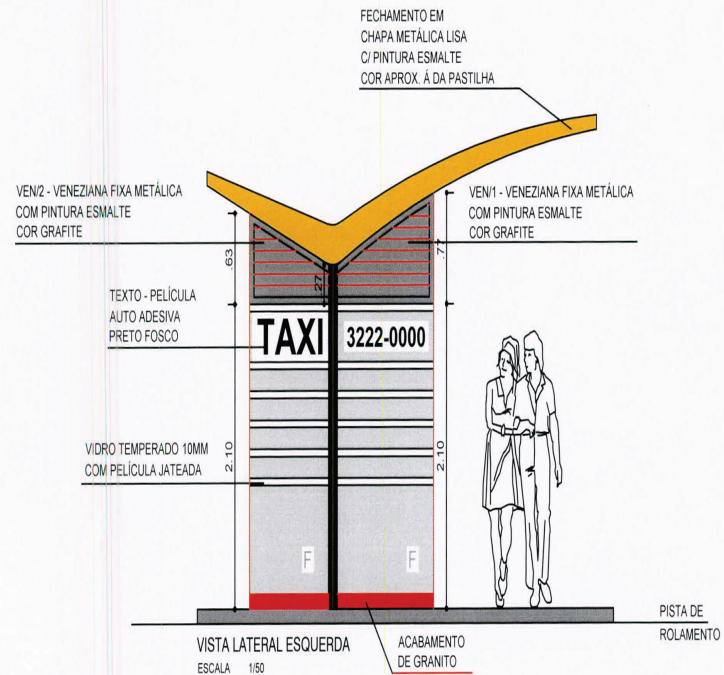 FECHAMENTO EM
CHAPA METÁLICA LISA
C/ PINTURA ESMALTE
COR APROX. Á DA PASTILHA
VEN/2 - VENEZIANA FIXA METÁLICA
COM PINTURA ESMALTE
COR GRAFITE
VEN/1 - VENEZIANA FIXA METÁLICA
COM PINTURA ESMALTE
COR GRAFITE
.63
.77
.27
TEXTO - PELÍCULA
AUTO ADESIVA
PRETO FOSCO
TAXI
3222-0000
VIDRO TEMPERADO 10MM
COM PELÍCULA JATEADA
2.10
2.10
F
F
PISTA DE
ROLAMENTO
VISTA LATERAL ESQUERDA
ESCALA 1/50
ACABAMENTO
DE GRANITO